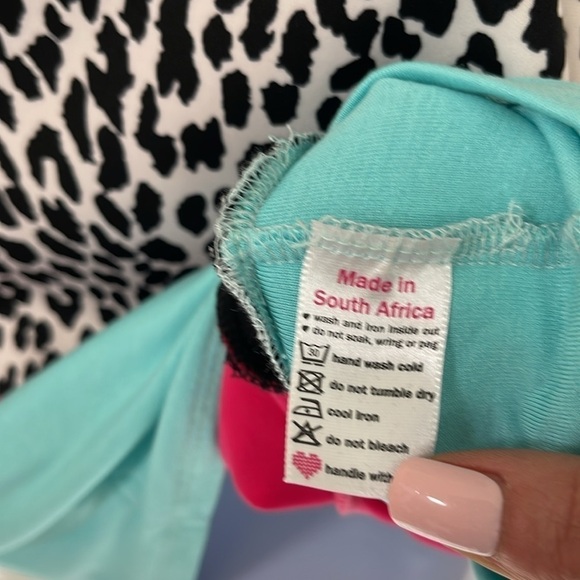 Made in
South Africa
♥ wash and iron inside out
♥ do not soak, wring or peg
30 hand wash cold
do not tumble dry
cool iron
do not bleach
handle with